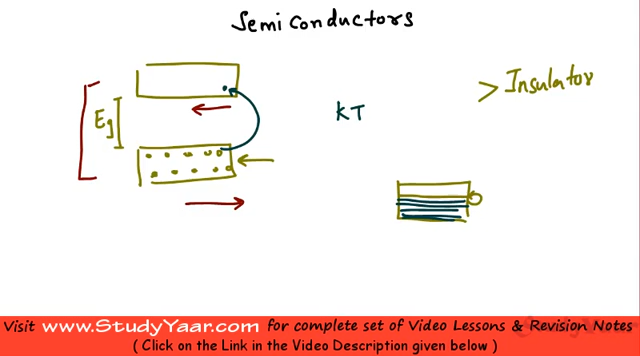 Semiconductors
> Insulator
Eg
KT
Visit www.StudyYaar.com for complete set of Video Lessons & Revision Notes
( Click on the Link in the Video Description given below )